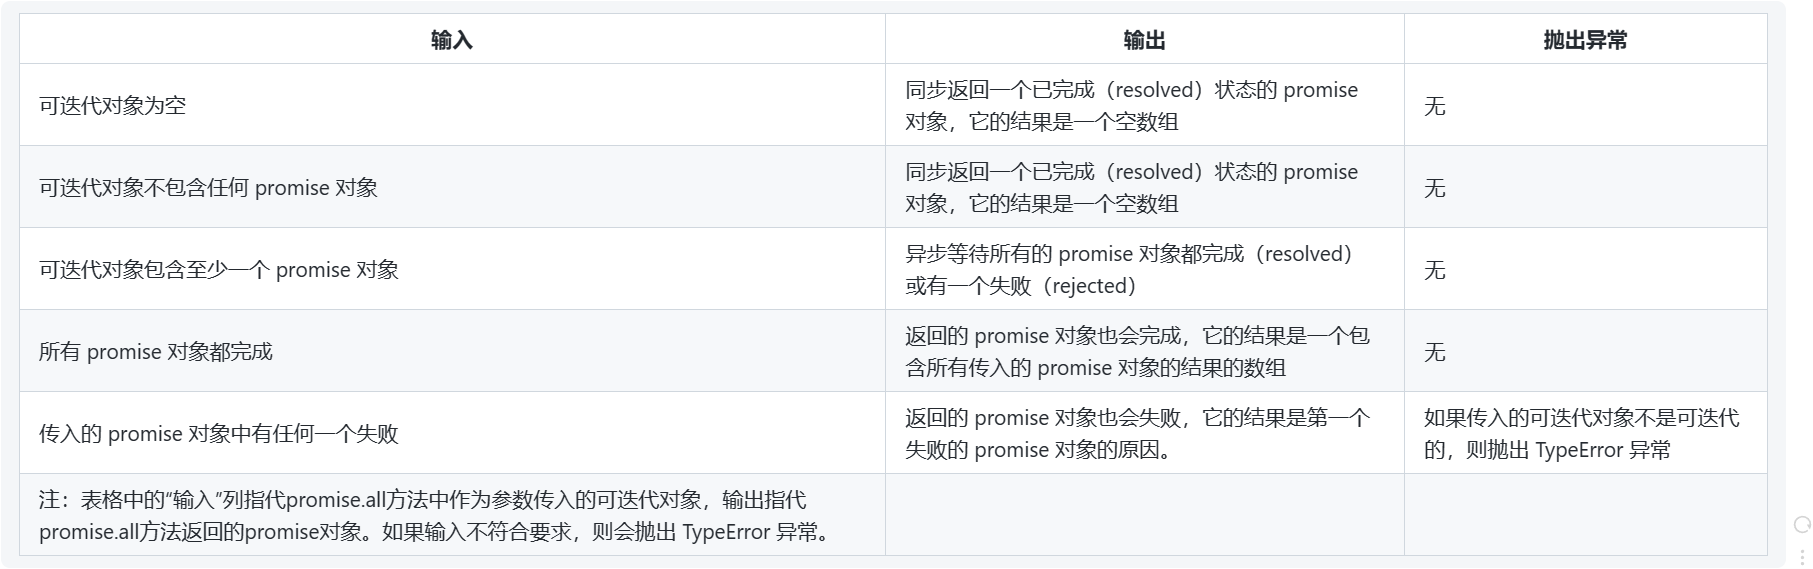 输入
输出
抛出异常
可迭代对象为空
同步返回一个已完成（resolved）状态的 promise
对象，它的结果是一个空数组
无
可迭代对象不包含任何 promise 对象
同步返回一个已完成（resolved）状态的 promise
对象，它的结果是一个空数组
无
可迭代对象包含至少一个 promise 对象
异步等待所有的 promise 对象都完成（resolved）
或有一个失败（rejected）
无
所有 promise 对象都完成
返回的 promise 对象也会完成，它的结果是一个包
含所有传入的 promise 对象的结果的数组
无
传入的 promise 对象中有任何一个失败
返回的 promise 对象也会失败，它的结果是第一个
失败的 promise 对象的原因。
如果传入的可迭代对象不是可迭代
的，则抛出 TypeError 异常
注：表格中的“输入”列指代promise.all方法中作为参数传入的可迭代对象，输出指代
promise.all方法返回的promise对象。如果输入不符合要求，则会抛出 TypeError 异常。